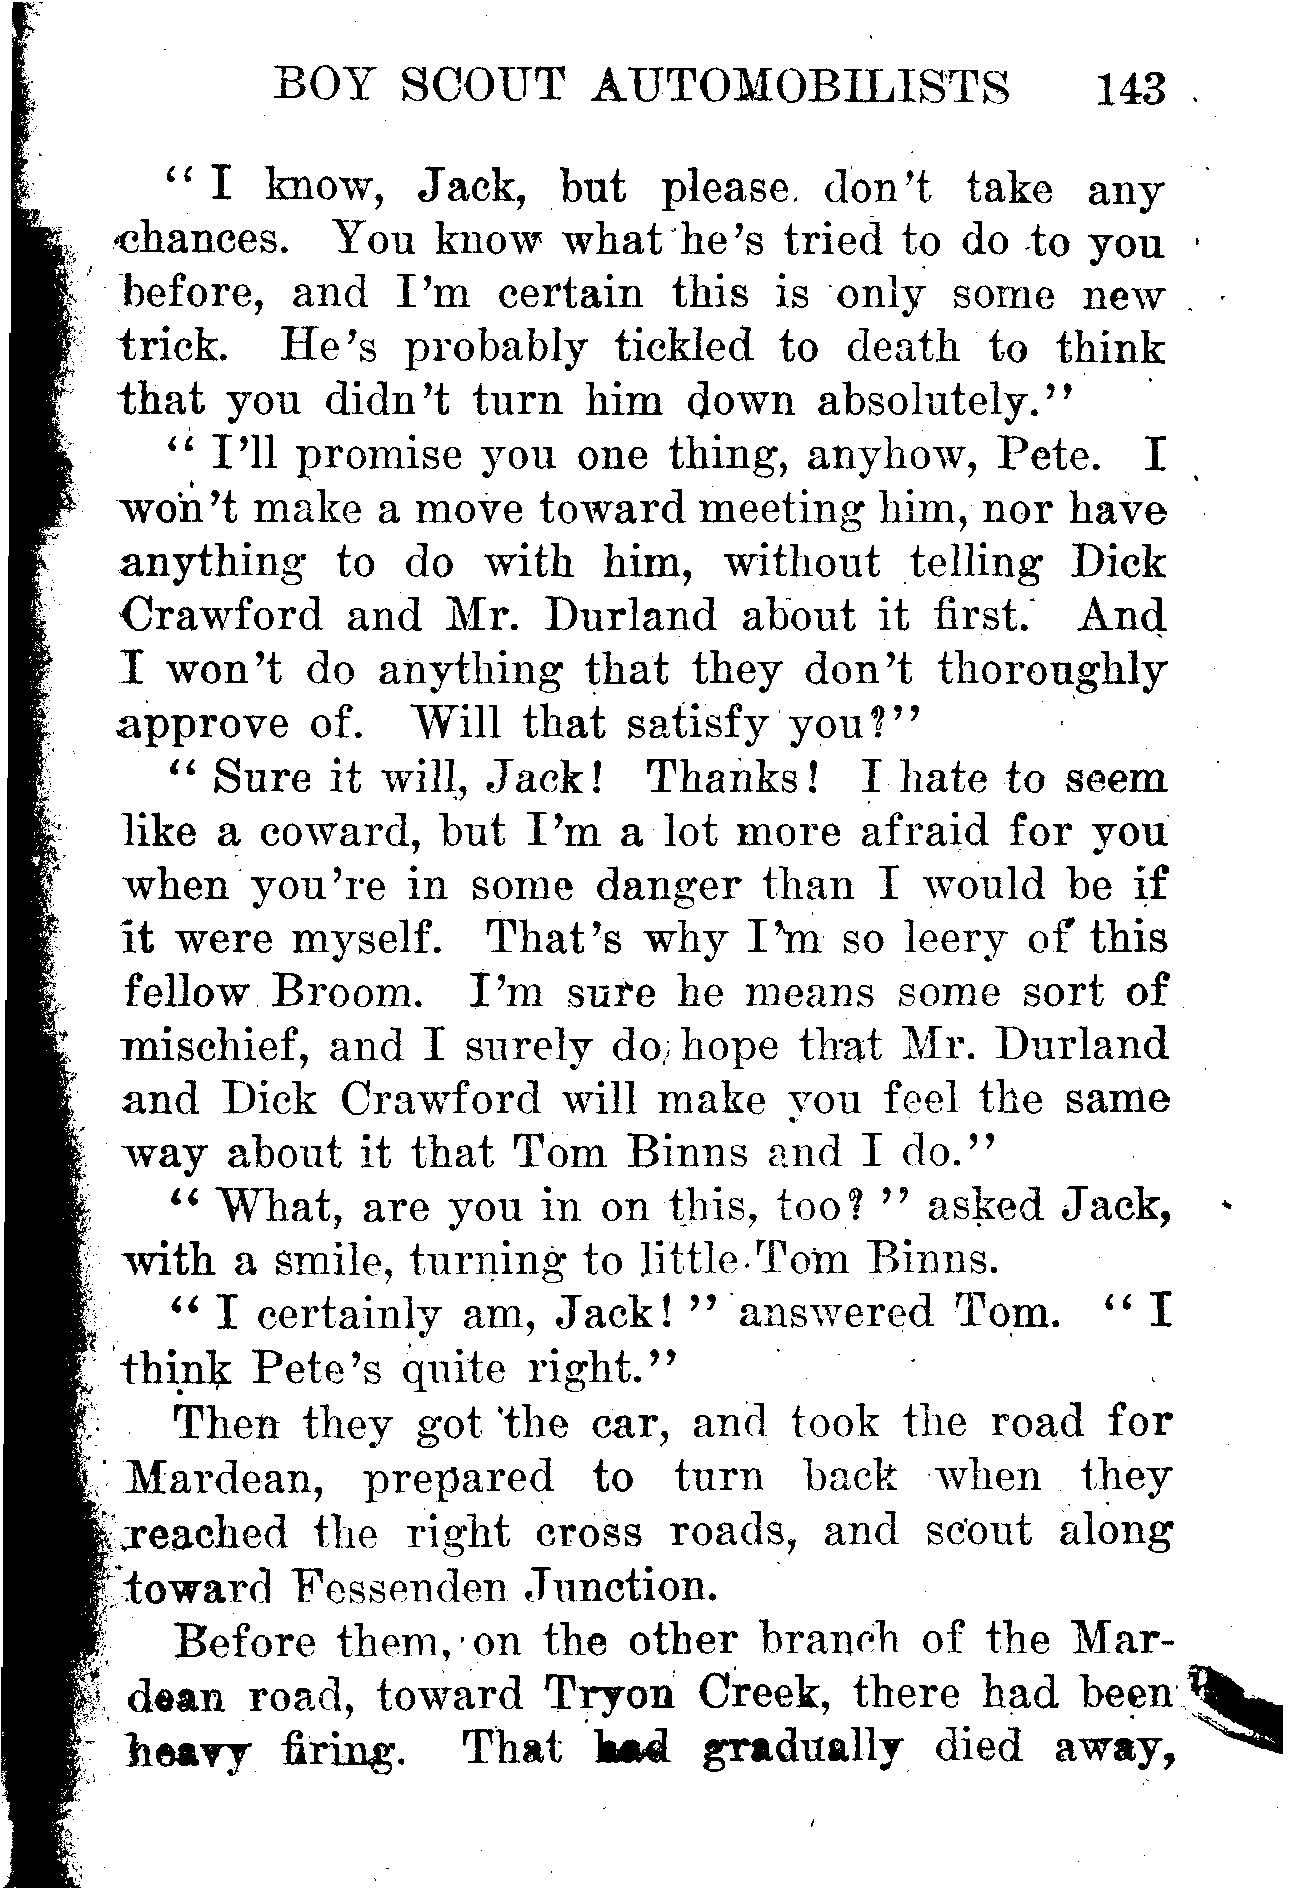 BOY SCOUT AUTOMOBILISTS 143
" I know, Jack, but please don't take any
chances. You know what he's tried to do to you
before, and I'm certain this is only some new
trick. He's probably tickled to death to think
that you didn't turn him down absolutely."
" I'll promise you one thing, anyhow, Pete. I
won't make a move toward meeting him, nor have
anything to do with him, without telling Dick
Crawford and Mr. Durland about it first. And
I won't do anything that they don't thoroughly
approve of. Will that satisfy you?"
" Sure it will, Jack! Thanks! I hate to seem
like a coward, but I'm a lot more afraid for you
when you're in some danger than I would be if
it were myself. That's why I'm so leery of this
fellow Broom. I'm sure he means some sort of
mischief, and I surely do hope that Mr. Durland
and Dick Crawford will make you feel the same
way about it that Tom Binns and I do."
" What, are you in on this, too? " asked Jack,
with a smile, turning to little Tom Binns.
" I certainly am, Jack! " answered Tom. " I
think Pete's quite right."
Then they got the car, and took the road for
Mardean, prepared to turn back when they
reached the right cross roads, and scout along
toward Fessenden Junction.
Before them, on the other branch of the Mar-
dean road, toward Tryon Creek, there had been
heavy firing. That had gradually died away,